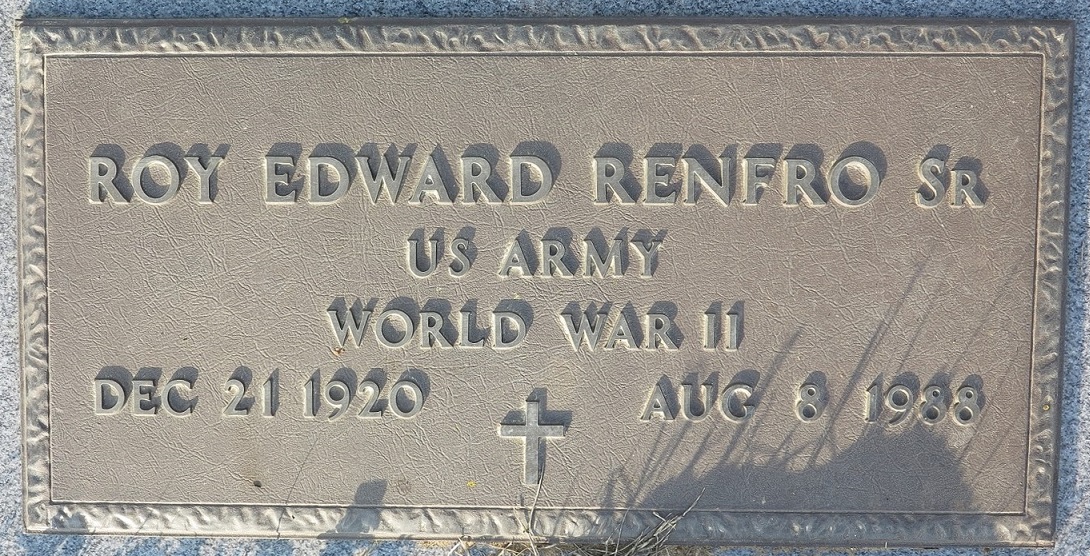 ROY EDWARD RENFRO SR
US ARMY
WORLD WAR II
DEC 21 1920 AUG 8 1988